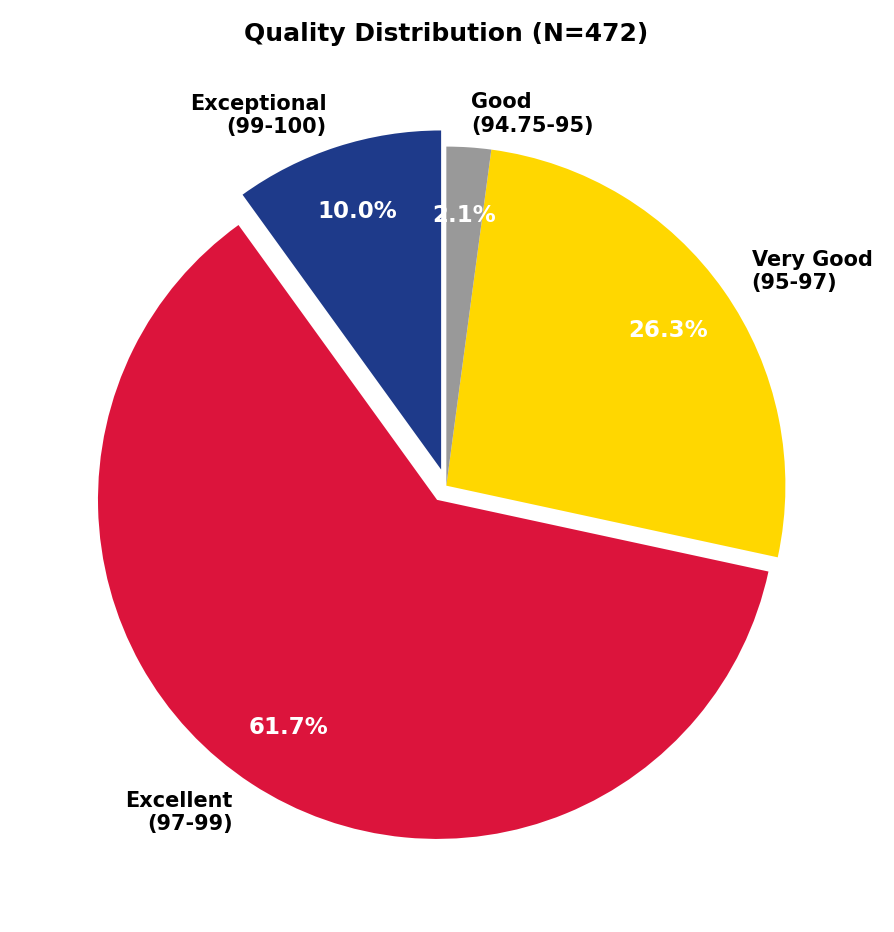 Quality Distribution (N=472)
Exceptional
(99-100)
Good
(94.75-95)
10.0%
2.1%
Very Good
(95-97)
26.3%
61.7%
Excellent
(97-99)